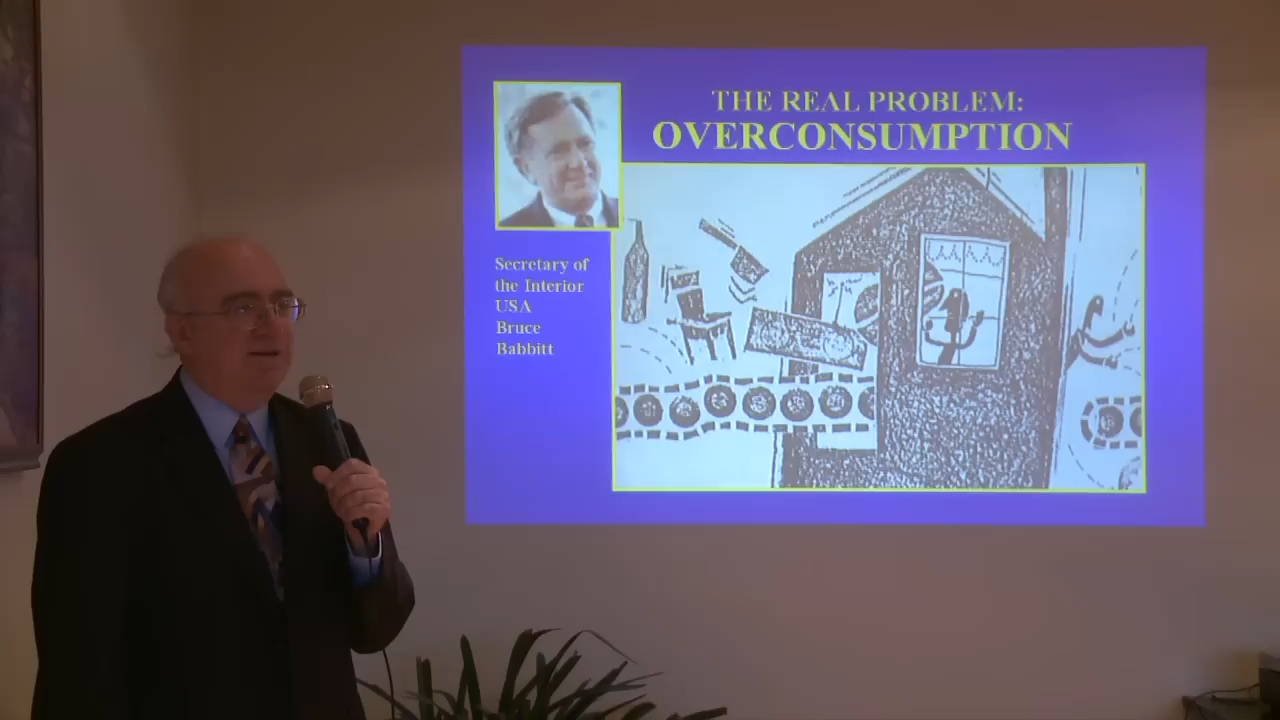 THE REAL PROBLEM:
OVERCONSUMPTION
Secretary of
the Interior
USA
Bruce
Babbitt